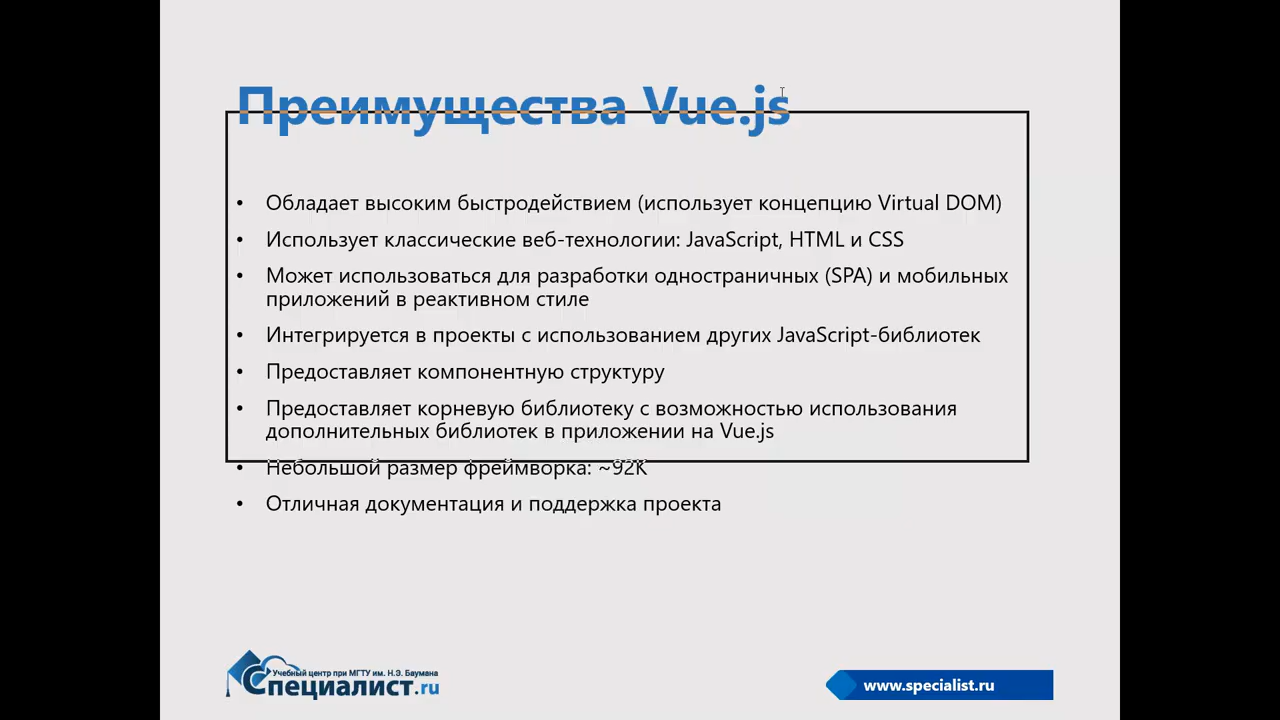 Преимущества Vue.js
• Обладает высоким быстродействием (использует концепцию Virtual DOM)
• Использует классические веб-технологии: JavaScript, HTML и CSS
• Может использоваться для разработки одностраничных (SPA) и мобильных
приложений в реактивном стиле
• Интегрируется в проекты с использованием других JavaScript-библиотек
• Предоставляет компонентную структуру
• Предоставляет корневую библиотеку с возможностью использования
дополнительных библиотек в приложении на Vue.js
• Небольшой размер фреймворка: ~92K
• Отличная документация и поддержка проекта
Учебный центр при МГТУ им. Н.Э. Баумана
Специалист.ru
www.specialist.ru